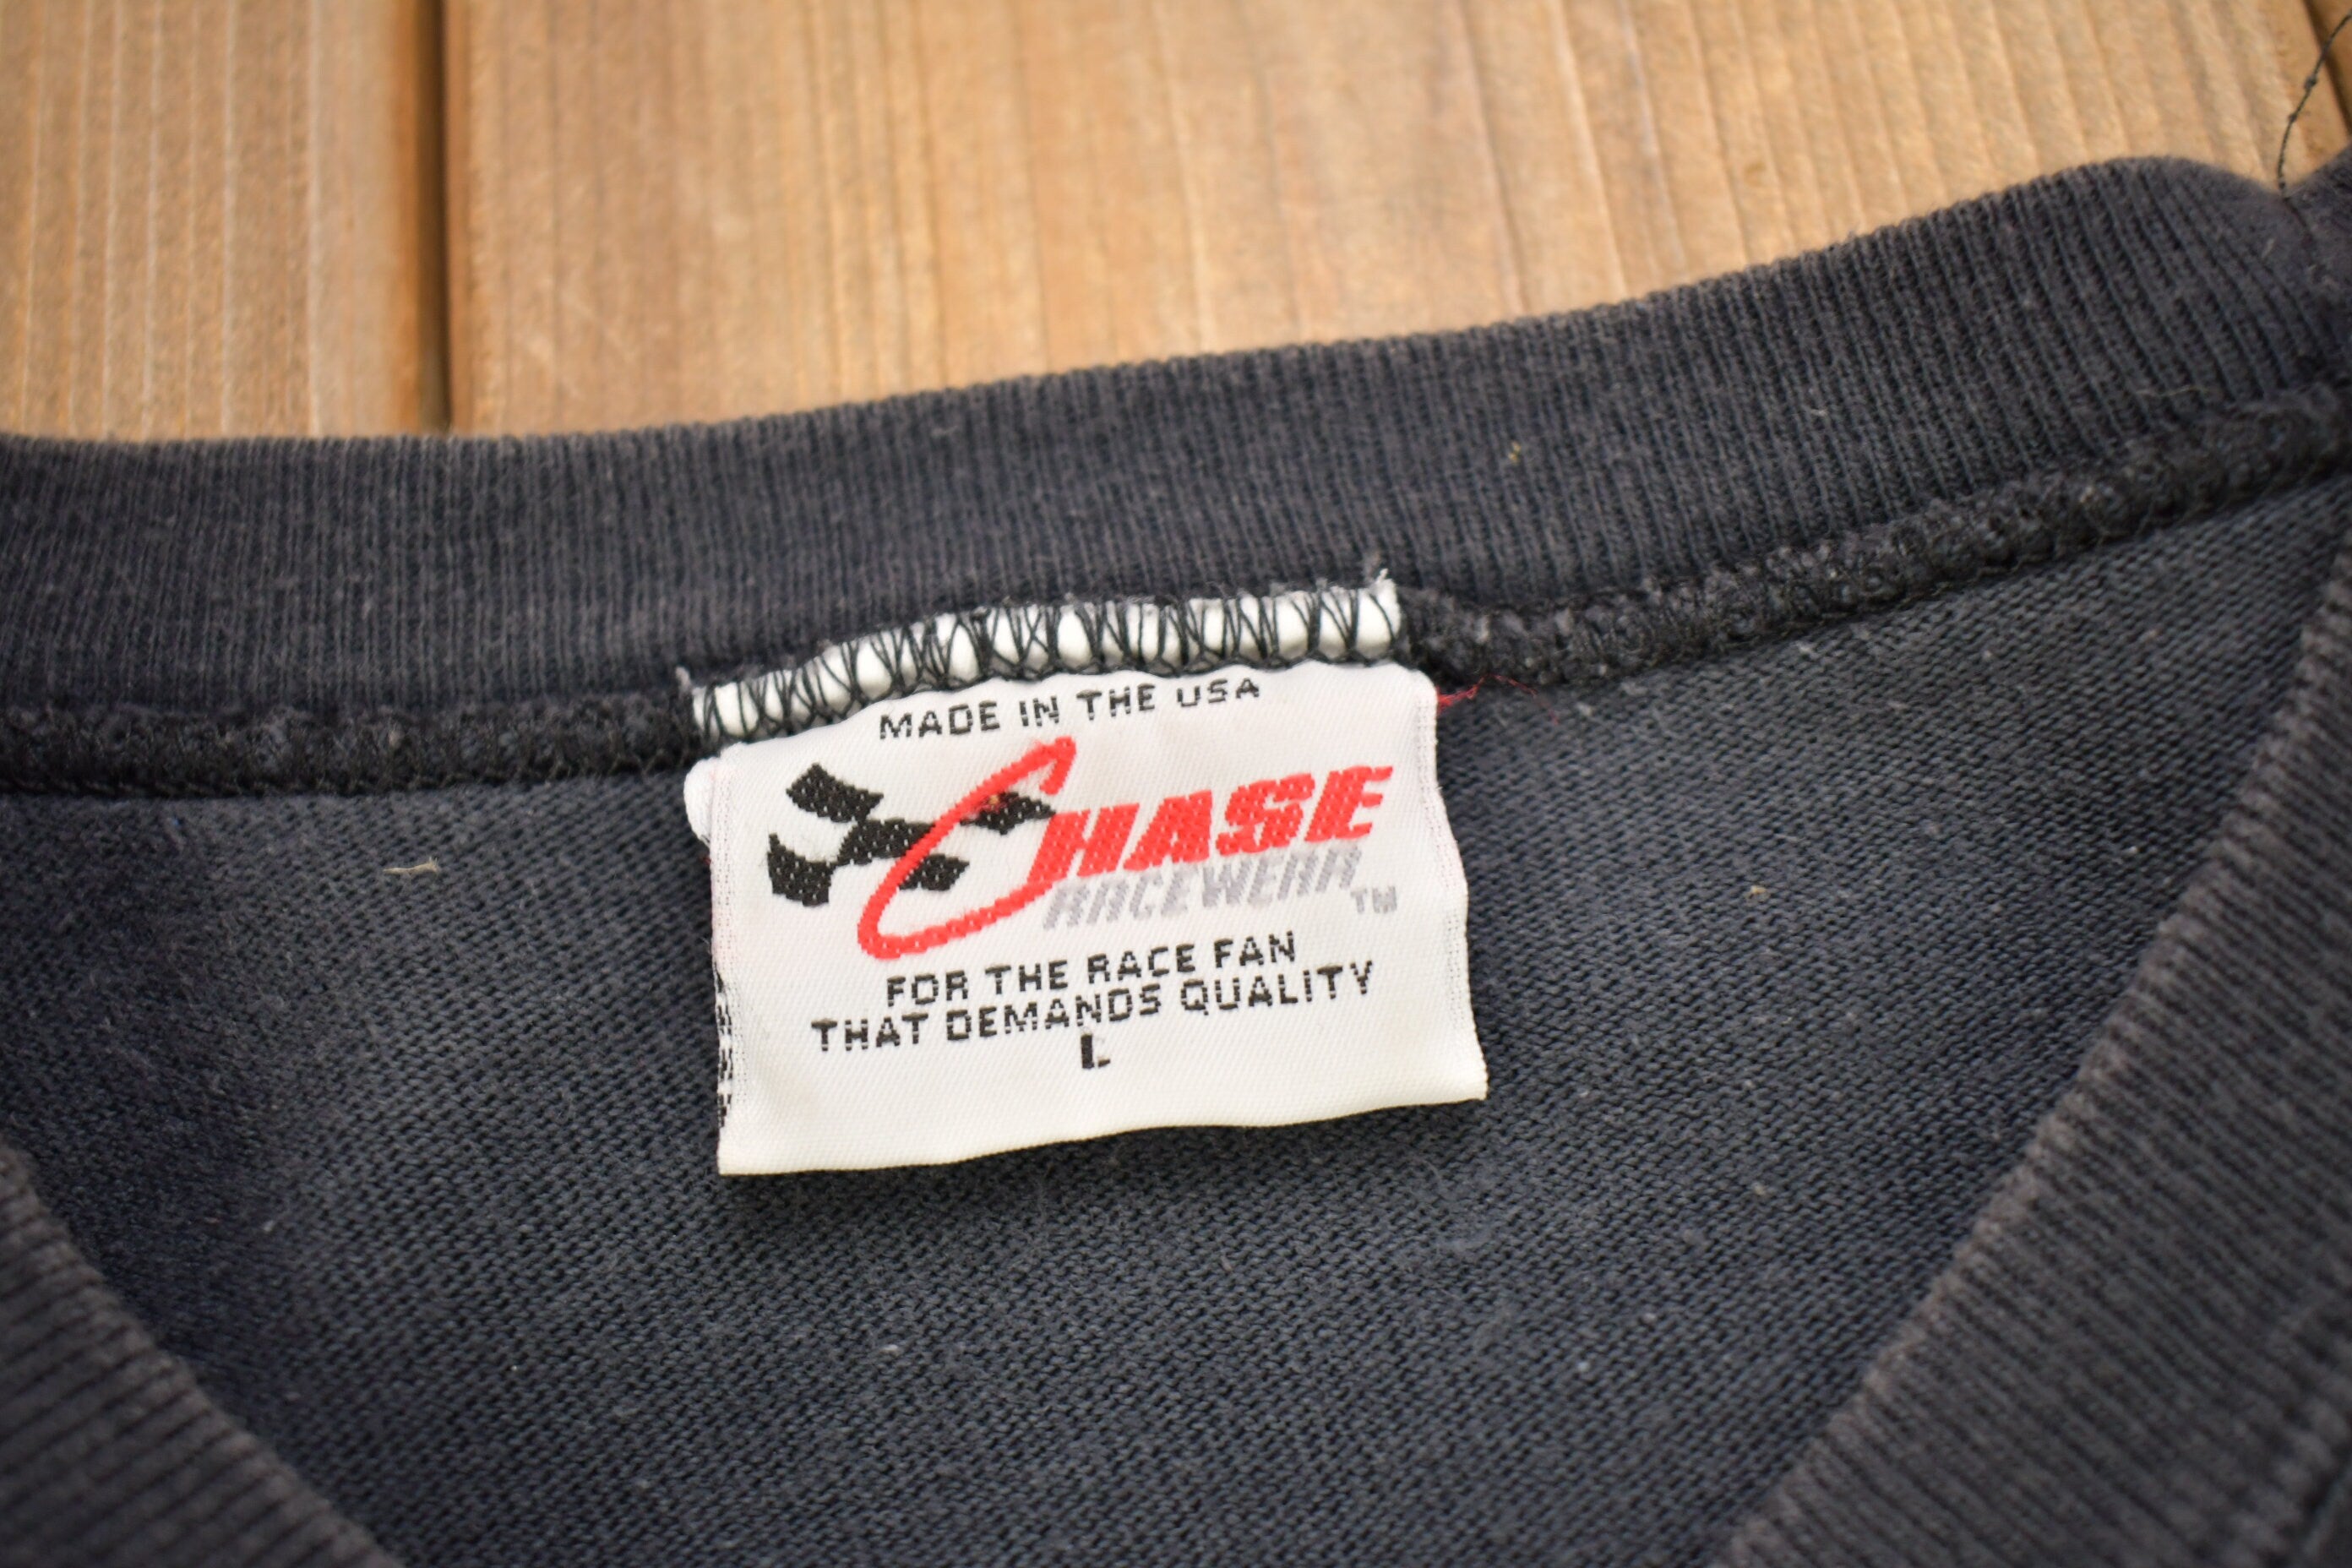 MADE IN THE USA
CHASE
RACEWEAR TM
FOR THE RACE FAN
THAT DEMANDS QUALITY
L